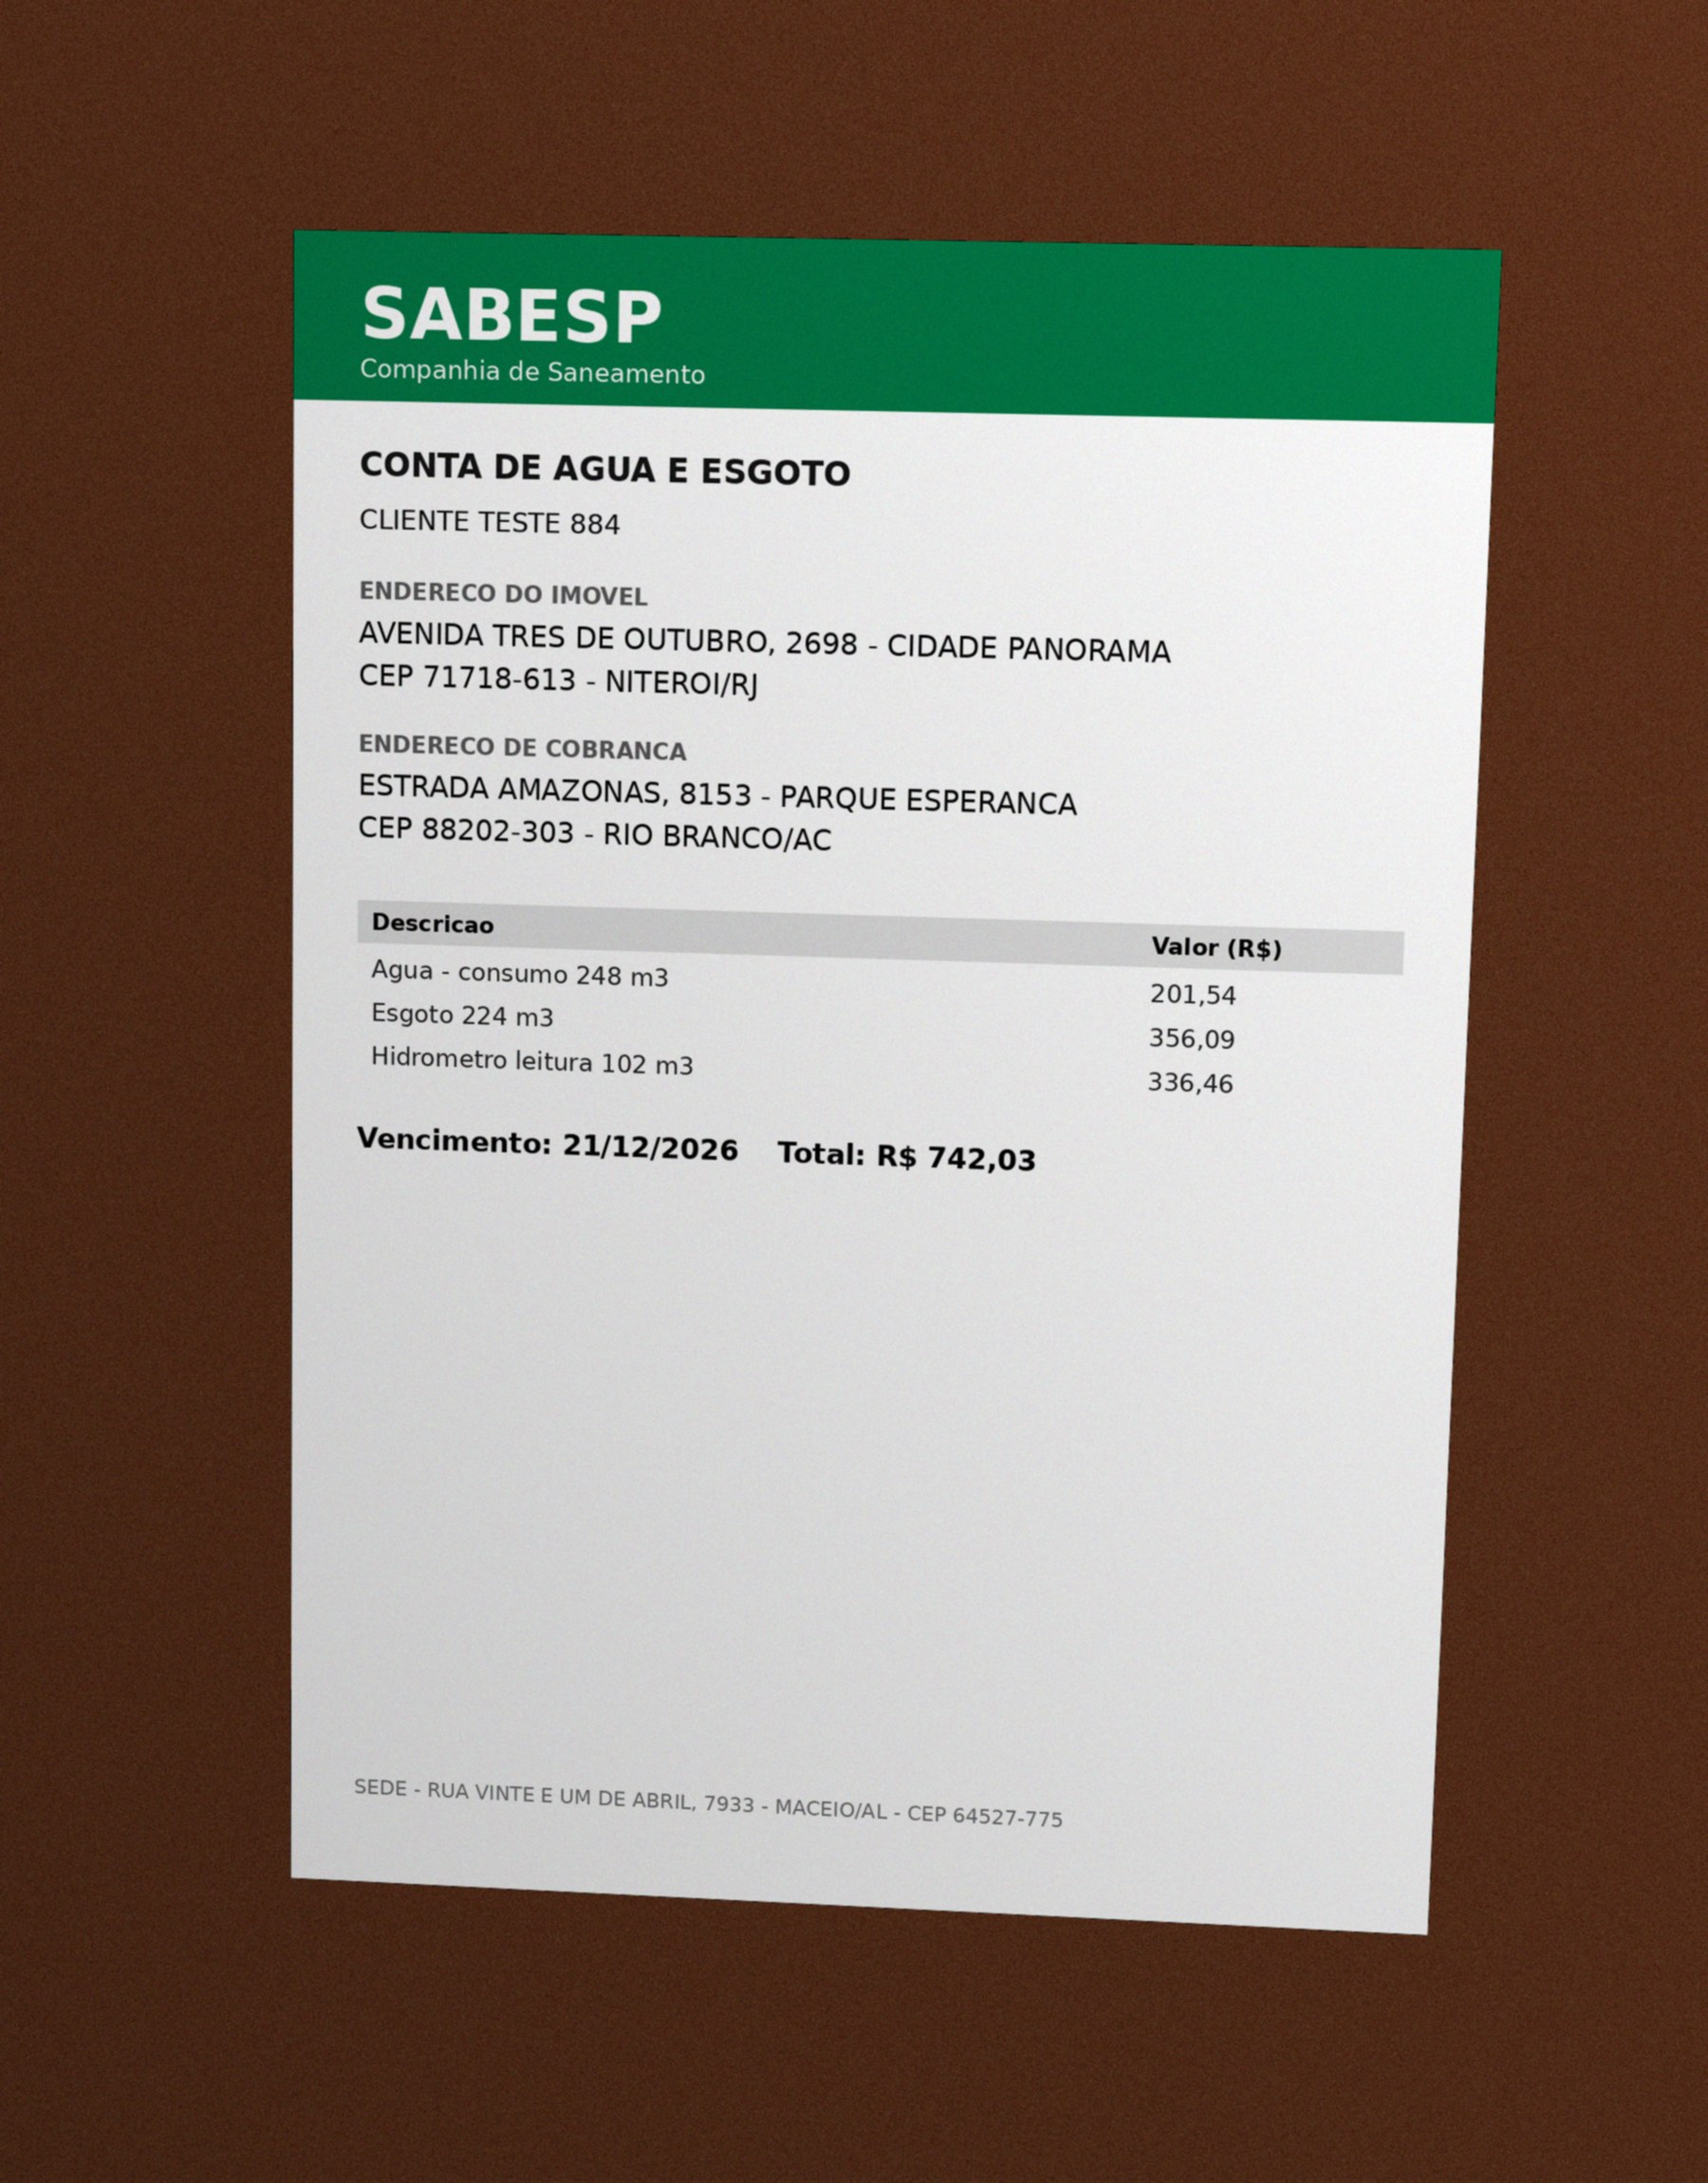 SABESP
Companhia de Saneamento
CONTA DE AGUA E ESGOTO
CLIENTE TESTE 884
ENDERECO DO IMOVEL
AVENIDA TRES DE OUTUBRO, 2698 - CIDADE PANORAMA
CEP 71718-613 - NITEROI/RJ
ENDERECO DE COBRANCA
ESTRADA AMAZONAS, 8153 - PARQUE ESPERANCA
CEP 88202-303 - RIO BRANCO/AC
Descricao Valor (R$)
Agua - consumo 248 m3 201,54
Esgoto 224 m3 356,09
Hidrometro leitura 102 m3 336,46
Vencimento: 21/12/2026 Total: R$ 742,03
SEDE - RUA VINTE E UM DE ABRIL, 7933 - MACEIO/AL - CEP 64527-775